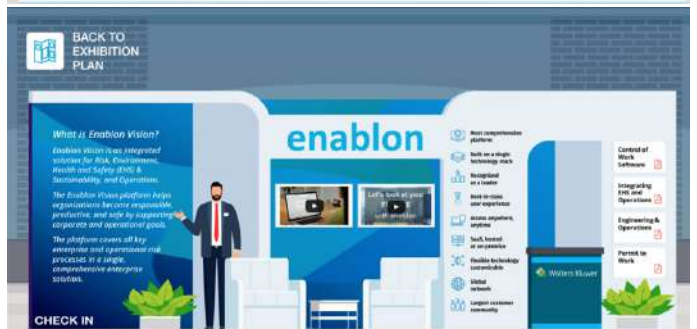 BACK TO
EXHIBITION
PLAN
What is Enablon Vision?
Enablon Vision is an integrated
solution for Risk, Environment,
Health and Safety (EHS) &
Sustainability, and Operations.
The Enablon Vision platform helps
organizations become responsible,
predictive, and safe by supporting
corporate and operational goals.
The platform covers all key
enterprise and operational risk
processes in a single,
comprehensive enterprise
solution.
CHECK IN
enablon
Let's look at your
with enablon
Most comprehensive
platform
Built on a single
technology stack
Recognized
as a leader
Best-in-class
user experience
Access anywhere,
anytime
SaaS, hosted
or on-premise
Flexible technology
customizable
Global
network
Largest customer
community
Wolters Kluwer
Control of
Work
Software
Integrating
EHS and
Operations
Engineering &
Operations
Permit to
Work